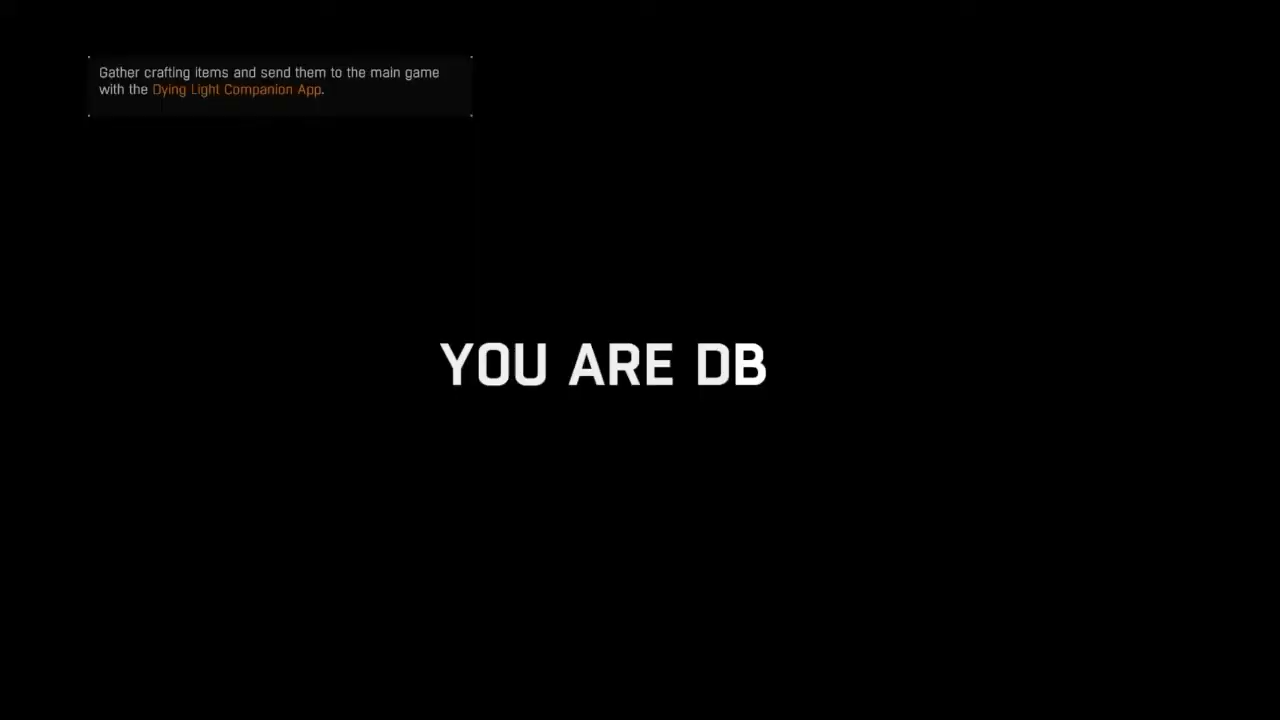 Gather crafting items and send them to the main game
with the Dying Light Companion App.
YOU ARE DB